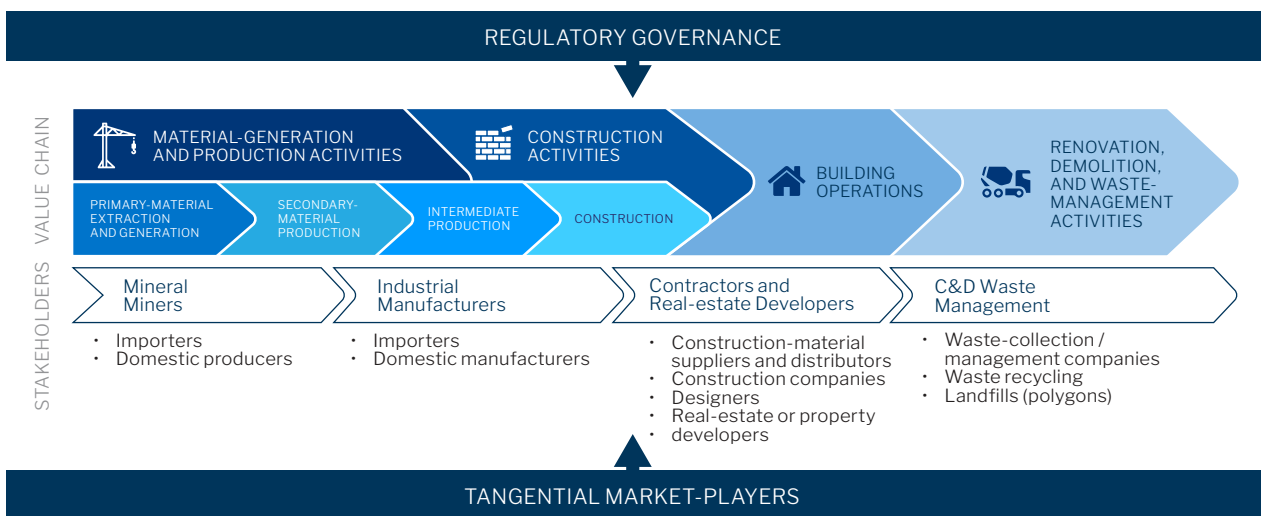 REGULATORY GOVERNANCE
VALUE CHAIN
MATERIAL-GENERATION
AND PRODUCTION ACTIVITIES
CONSTRUCTION
ACTIVITIES
BUILDING
OPERATIONS
RENOVATION,
DEMOLITION,
AND WASTE-
MANAGEMENT
ACTIVITIES
PRIMARY-MATERIAL
EXTRACTION
AND GENERATION
SECONDARY-
MATERIAL
PRODUCTION
INTERMEDIATE
PRODUCTION
CONSTRUCTION
STAKEHOLDERS
Mineral
Miners
• Importers
• Domestic producers
Industrial
Manufacturers
• Importers
• Domestic manufacturers
Contractors and
Real-estate Developers
• Construction-material
suppliers and distributors
• Construction companies
• Designers
• Real-estate or property
• developers
C&D Waste
Management
• Waste-collection /
management companies
• Waste recycling
• Landfills (polygons)
TANGENTIAL MARKET-PLAYERS